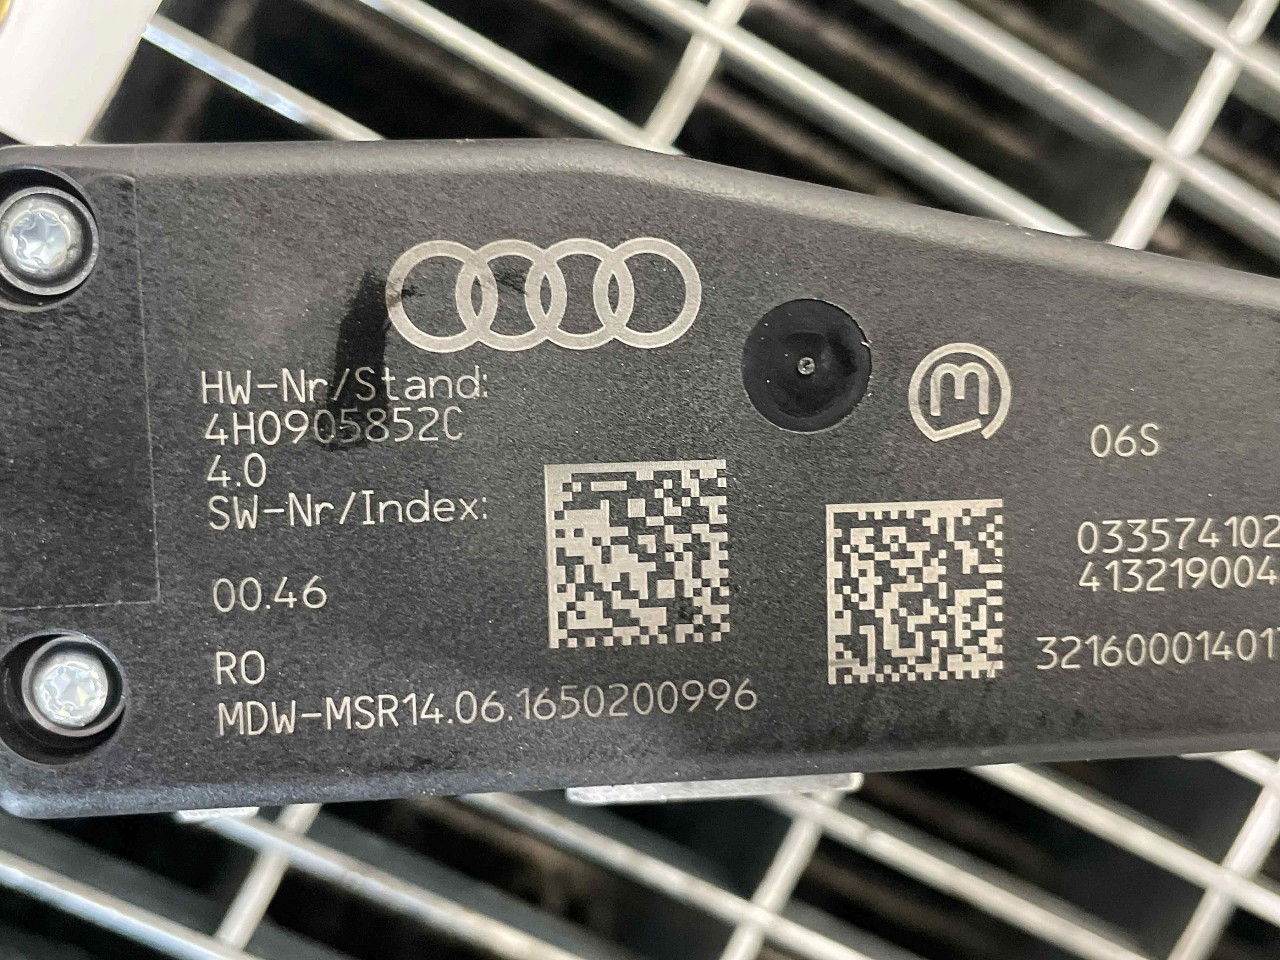 HW-Nr/Stand:
4H0905852C
4.0
SW-Nr/Index:
00.46
RO
MDW-MSR14.06.1650200996
06S
033574102
413219004
32160001401